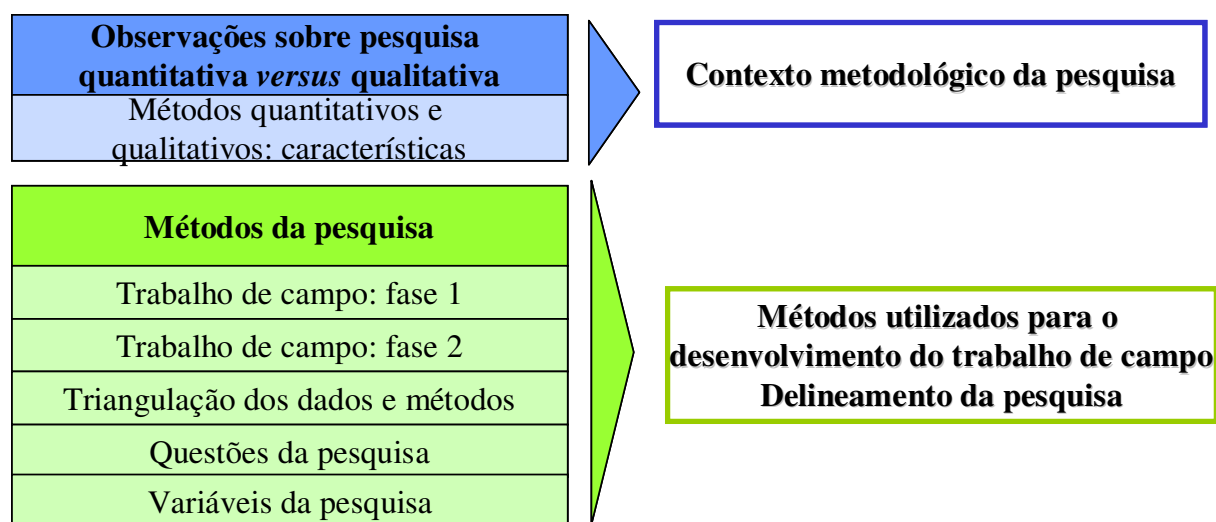 Observações sobre pesquisa
quantitativa versus qualitativa
Métodos quantitativos e
qualitativos: características
Contexto metodológico da pesquisa
Métodos da pesquisa
Trabalho de campo: fase 1
Trabalho de campo: fase 2
Triangulação dos dados e métodos
Questões da pesquisa
Variáveis da pesquisa
Métodos utilizados para o
desenvolvimento do trabalho de campo
Delineamento da pesquisa